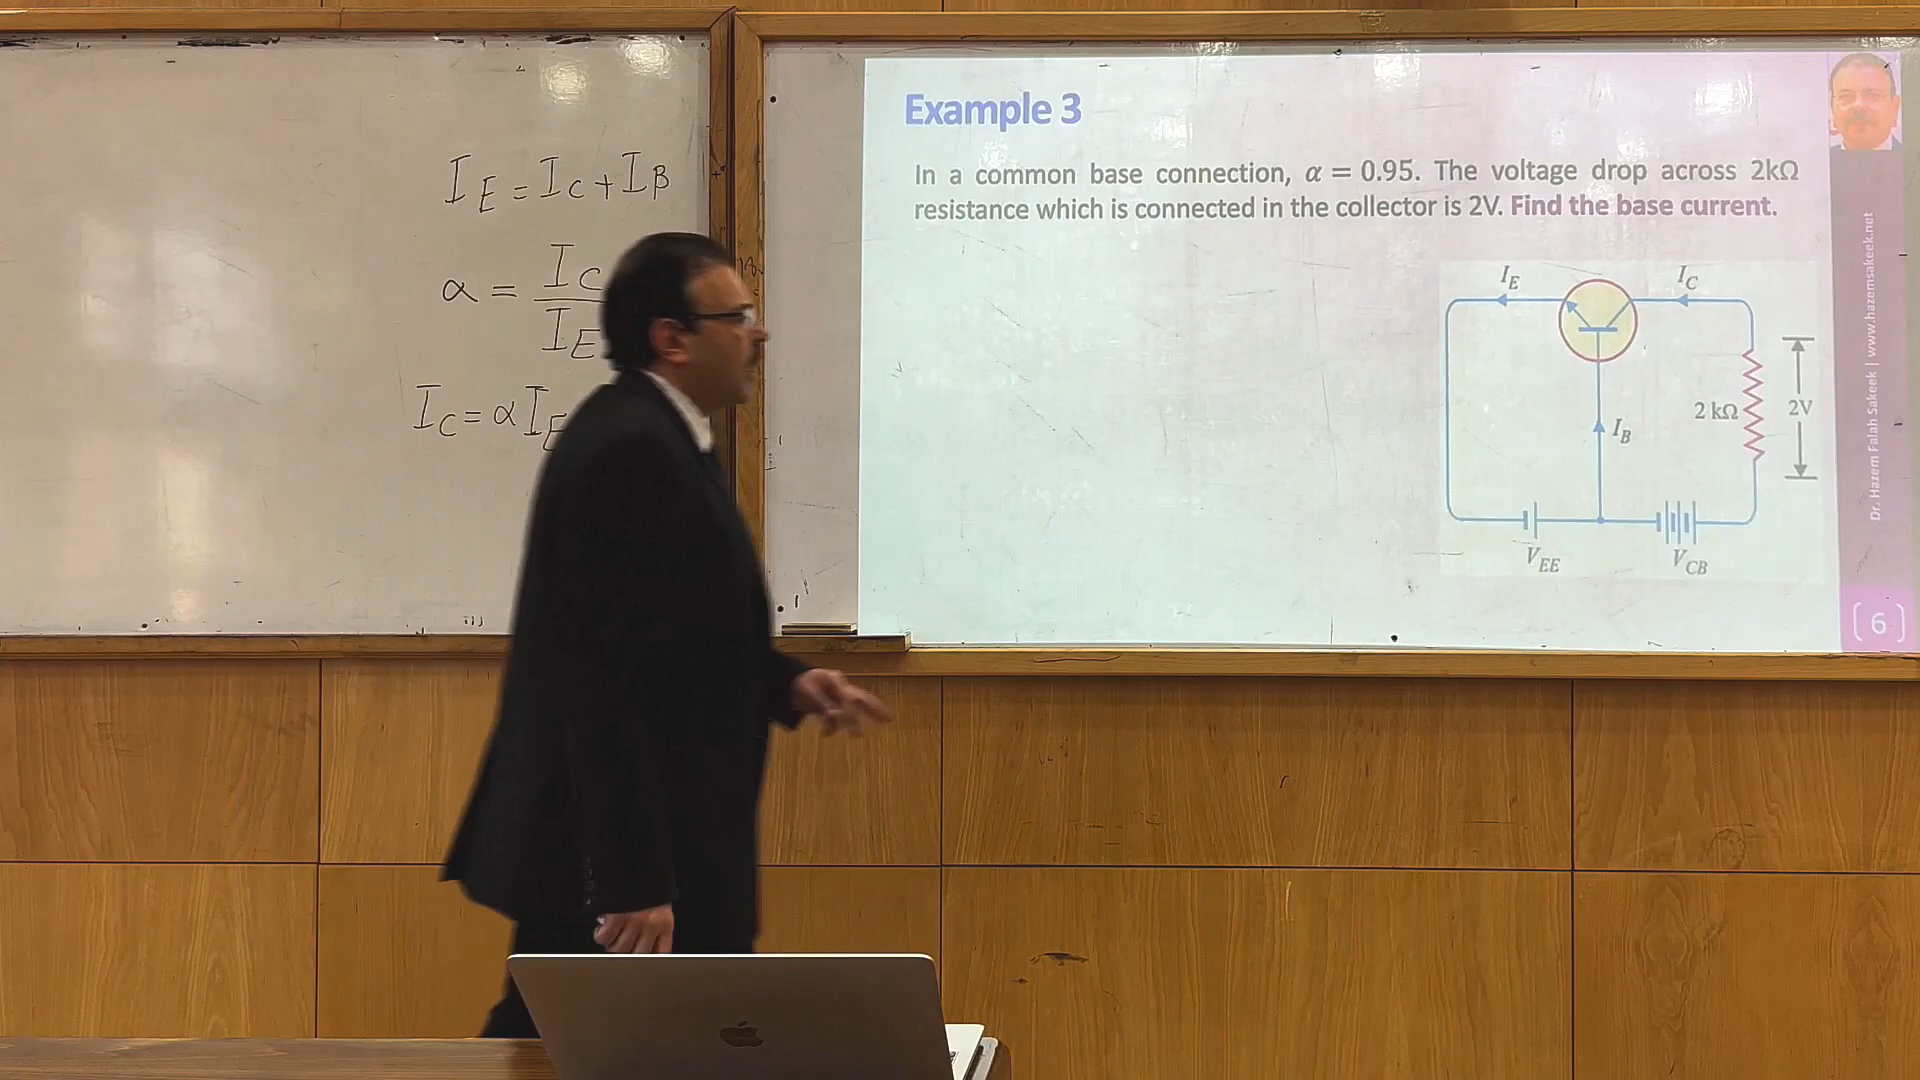 I_E = I_C + I_B
α = I_C / I_E
I_C = α I_E
Example 3
In a common base connection, α = 0.95. The voltage drop across 2kΩ
resistance which is connected in the collector is 2V. Find the base current.
I_E
I_C
2 kΩ
2V
I_B
V_EE
V_CB
Dr. Hazem Falah Sakeek | www.hazemsakeek.net
[ 6 ]